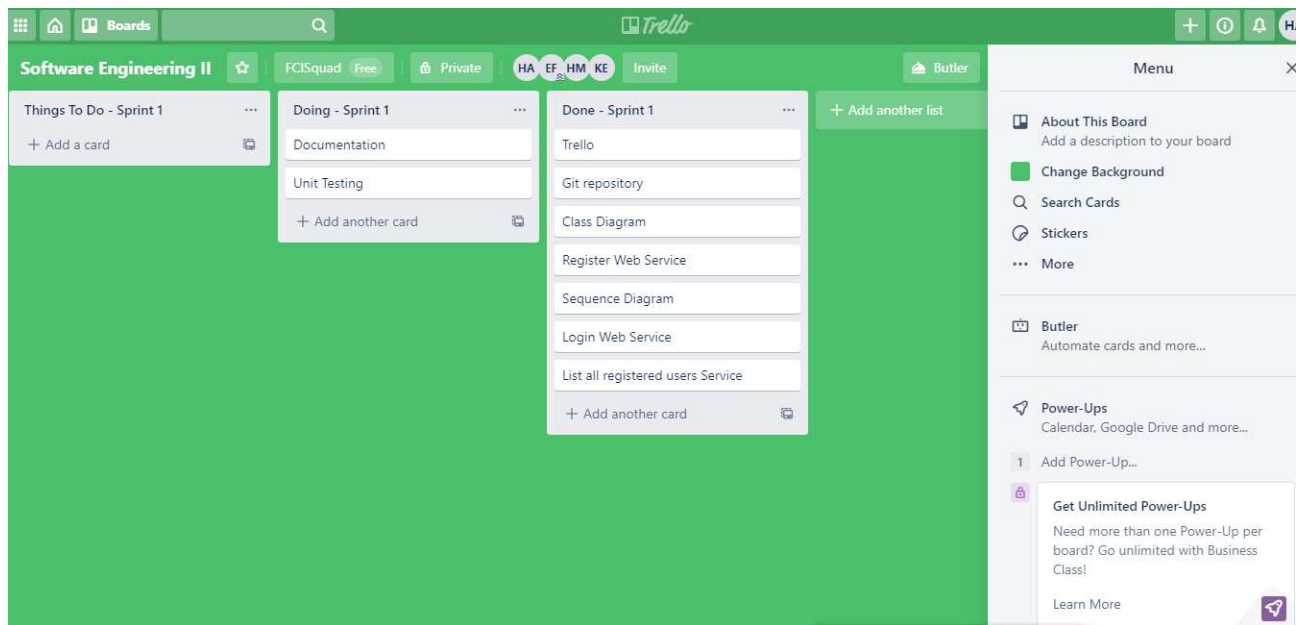 Boards
Trello
H
Software Engineering II
FCISquad Free
Private
HA EF HM KE
Invite
Butler
Things To Do - Sprint 1
+ Add a card
Doing - Sprint 1
Documentation
Unit Testing
+ Add another card
Done - Sprint 1
Trello
Git repository
Class Diagram
Register Web Service
Sequence Diagram
Login Web Service
List all registered users Service
+ Add another card
+ Add another list
Menu
About This Board
Add a description to your board
Change Background
Search Cards
Stickers
More
Butler
Automate cards and more...
Power-Ups
Calendar, Google Drive and more...
1 Add Power-Up...
Get Unlimited Power-Ups
Need more than one Power-Up per
board? Go unlimited with Business
Class!
Learn More